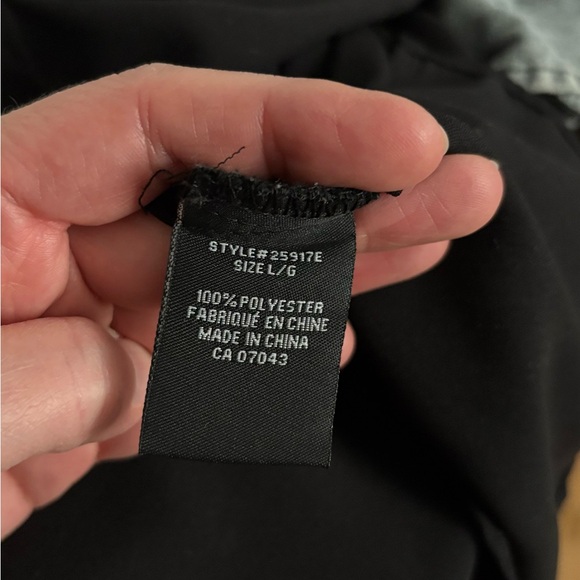 STYLE#25917E
SIZE L/G
100% POLYESTER
FABRIQUÉ EN CHINE
MADE IN CHINA
CA 07043